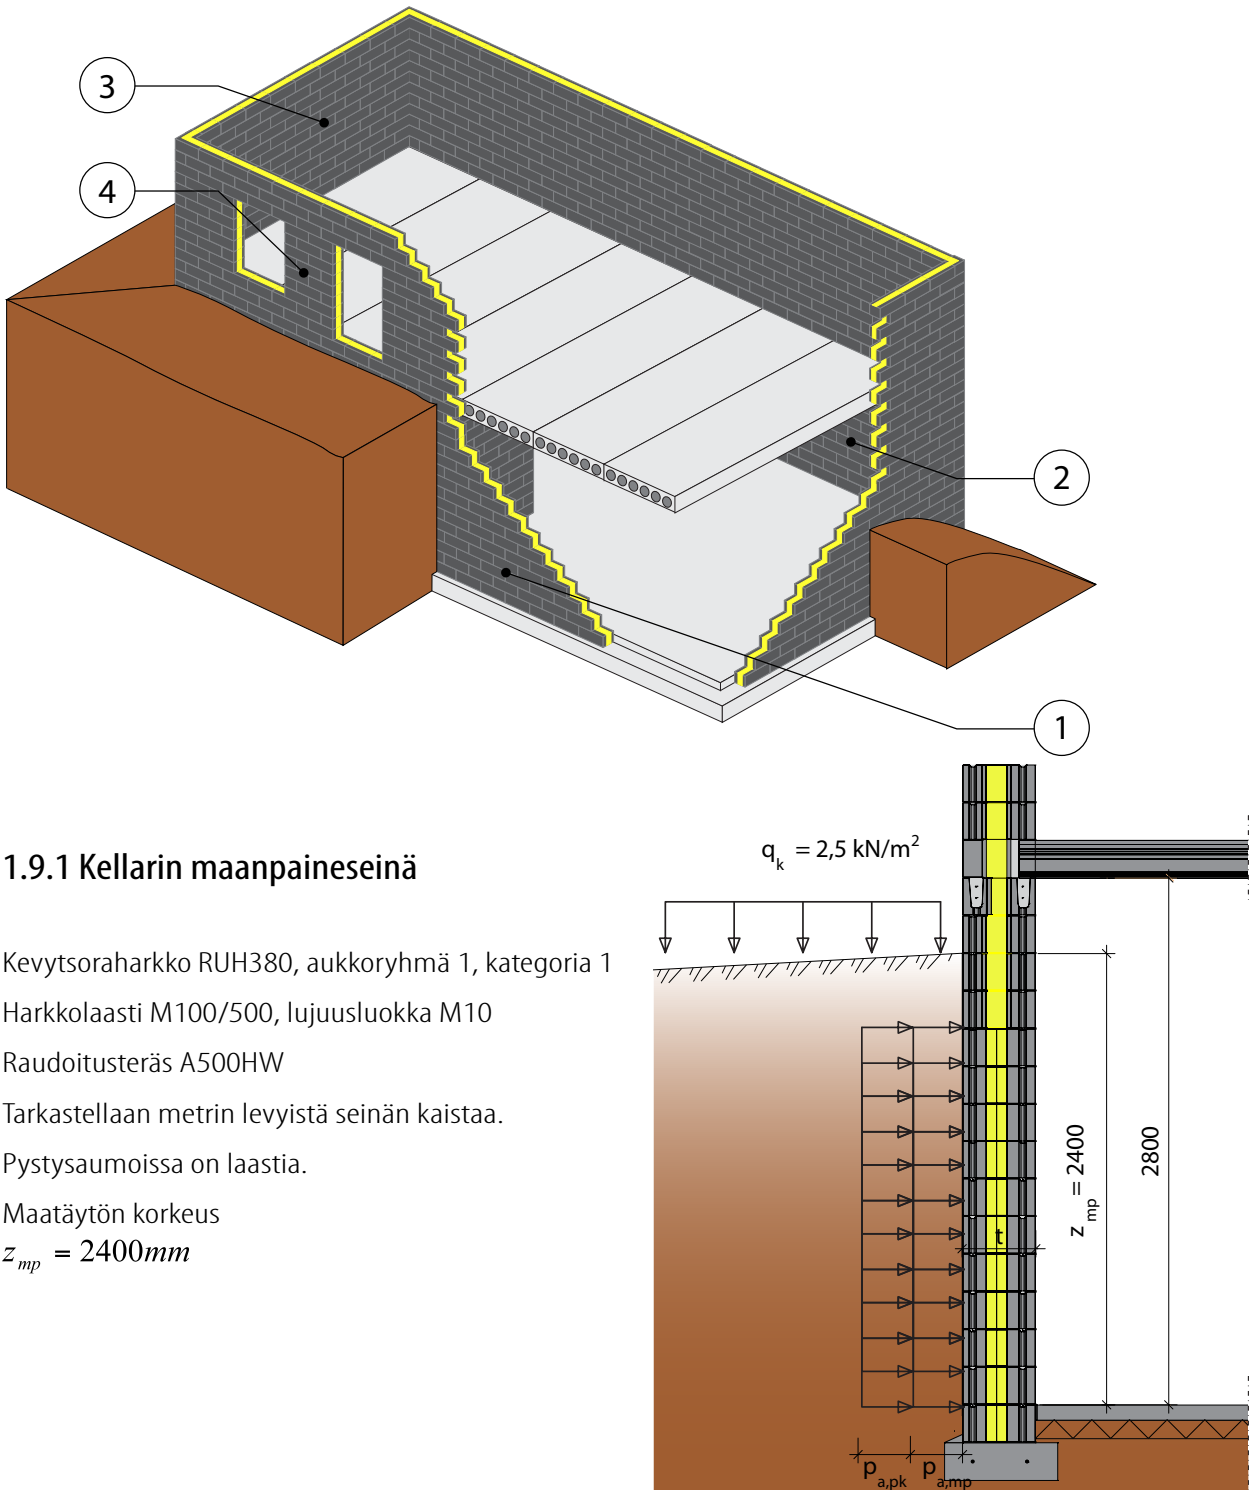 3
4
2
1
1.9.1 Kellarin maanpaineseinä
Kevytsoraharkko RUH380, aukkoryhmä 1, kategoria 1
Harkkolaasti M100/500, lujuusluokka M10
Raudoitusteräs A500HW
Tarkastellaan metrin levyistä seinän kaistaa.
Pystysaumoissa on laastia.
Maatäytön korkeus
z_mp = 2400mm
q_k = 2,5 kN/m²
z_mp = 2400
2800
t
p_a,pk
p_a,mp